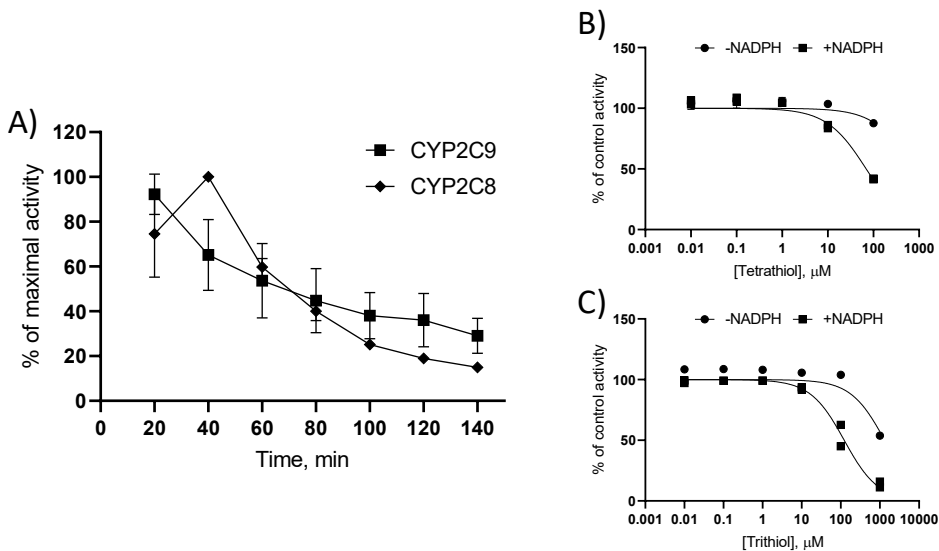 A)
% of maximal activity
120
100
80
60
40
20
0
CYP2C9
CYP2C8
0 20 40 60 80 100 120 140
Time, min
B)
% of control activity
150
100
50
0
-NADPH +NADPH
0.001 0.01 0.1 1 10 100 1000
[Tetrathiol], μM
C)
% of control activity
150
100
50
0
-NADPH +NADPH
0.001 0.01 0.1 1 10 100 1000 10000
[Trithiol], μM